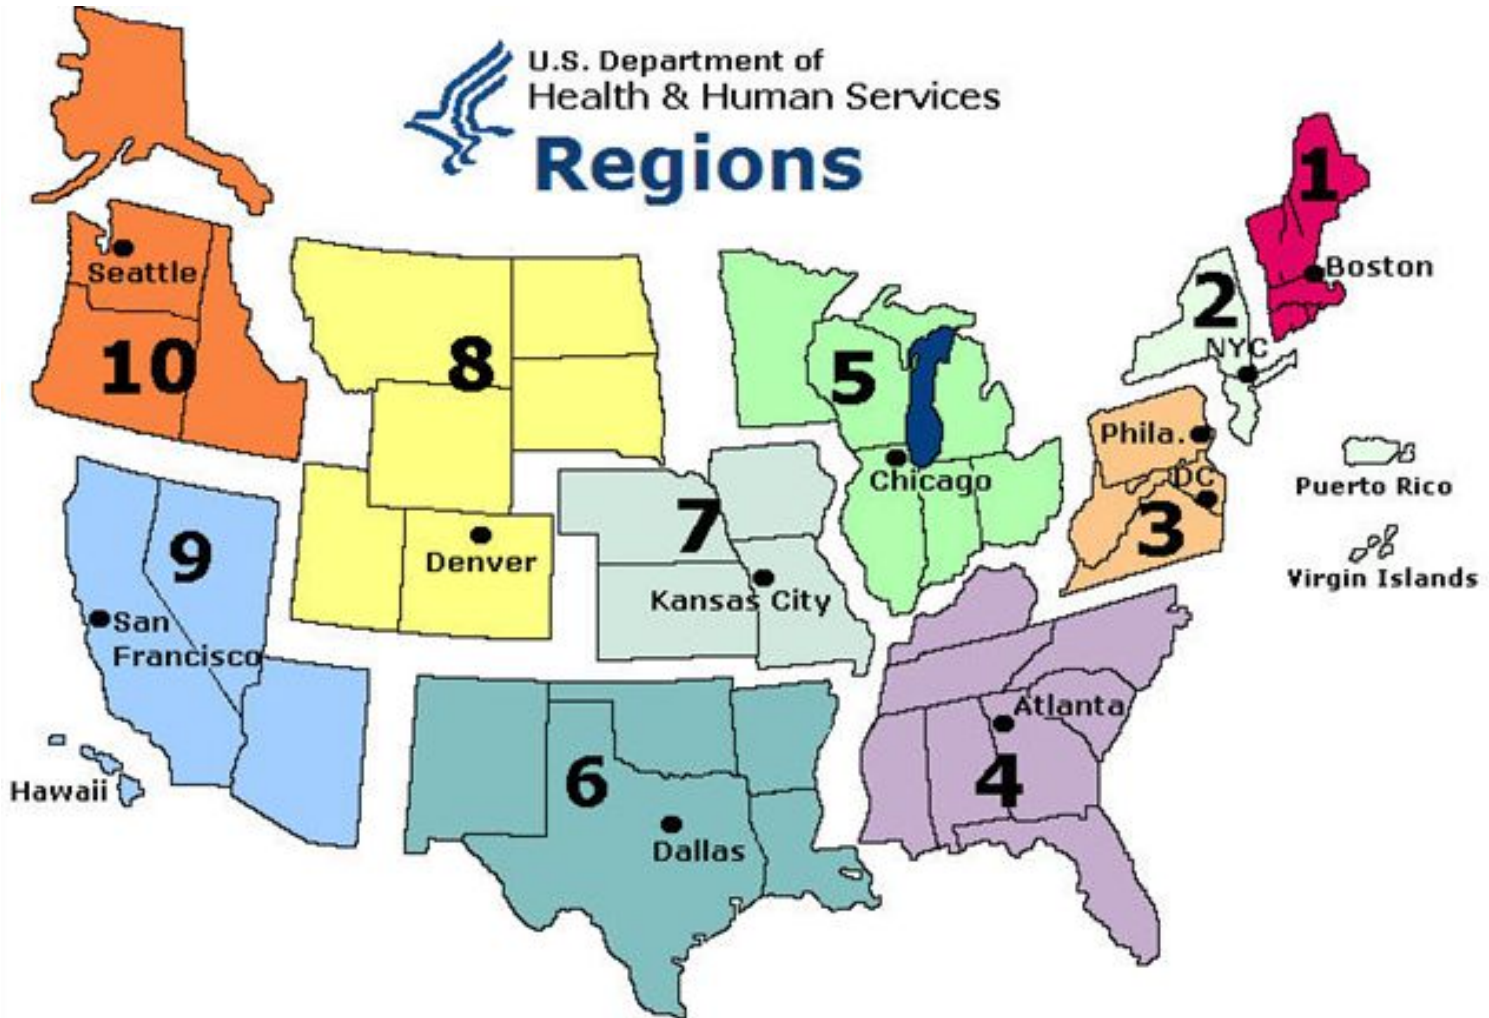 U.S. Department of
Health & Human Services
Regions
1
Boston
2
NYC
Seattle
10
8
5
Phila.
Chicago
DC
Puerto Rico
3
7
9
Denver
Virgin Islands
Kansas City
San
Francisco
Atlanta
Hawaii
6
4
Dallas